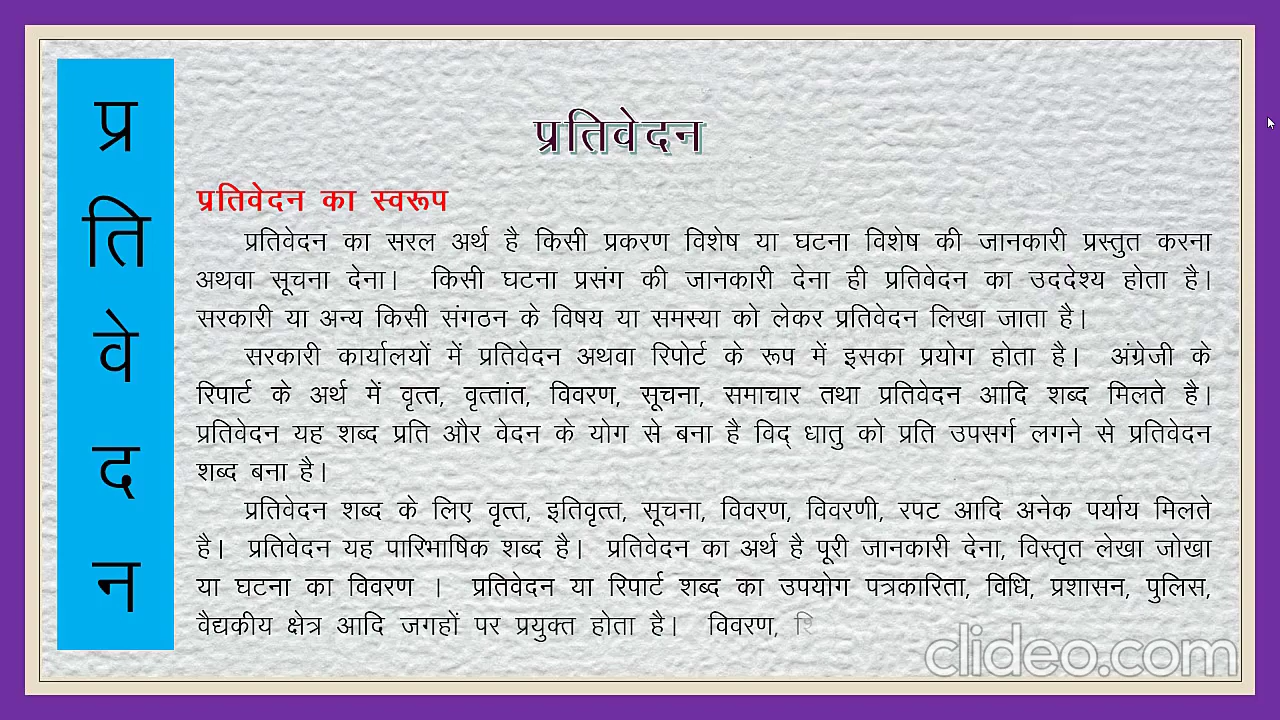 प्रतिवेदन
प्रतिवेदन
प्रतिवेदन का स्वरूप
प्रतिवेदन का सरल अर्थ है किसी प्रकरण विशेष या घटना विशेष की जानकारी प्रस्तुत करना
अथवा सूचना देना। किसी घटना प्रसंग की जानकारी देना ही प्रतिवेदन का उददेश्य होता है।
सरकारी या अन्य किसी संगठन के विषय या समस्या को लेकर प्रतिवेदन लिखा जाता है।
सरकारी कार्यालयों में प्रतिवेदन अथवा रिपोर्ट के रूप में इसका प्रयोग होता है। अंग्रेजी के
रिपार्ट के अर्थ में वृत्त, वृत्तांत, विवरण, सूचना, समाचार तथा प्रतिवेदन आदि शब्द मिलते है।
प्रतिवेदन यह शब्द प्रति और वेदन के योग से बना है विद् धातु को प्रति उपसर्ग लगने से प्रतिवेदन
शब्द बना है।
प्रतिवेदन शब्द के लिए वृत्त, इतिवृत्त, सूचना, विवरण, विवरणी, रपट आदि अनेक पर्याय मिलते
है। प्रतिवेदन यह पारिभाषिक शब्द है। प्रतिवेदन का अर्थ है पूरी जानकारी देना, विस्तृत लेखा जोखा
या घटना का विवरण । प्रतिवेदन या रिपार्ट शब्द का उपयोग पत्रकारिता, विधि, प्रशासन, पुलिस,
वैद्यकीय क्षेत्र आदि जगहों पर प्रयुक्त होता है। विवरण,
clideo.com